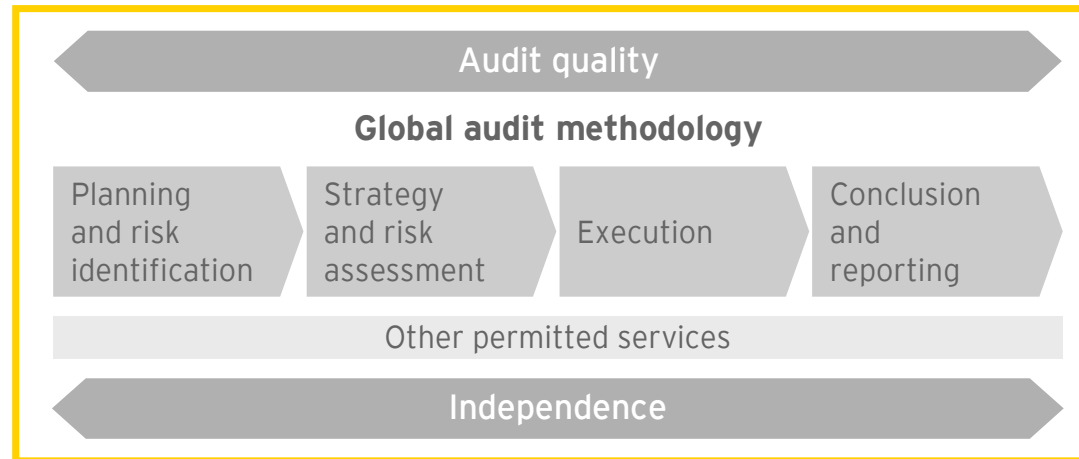 Audit quality
Global audit methodology
Planning
and risk
identification
Strategy
and risk
assessment
Execution
Conclusion
and
reporting
Other permitted services
Independence